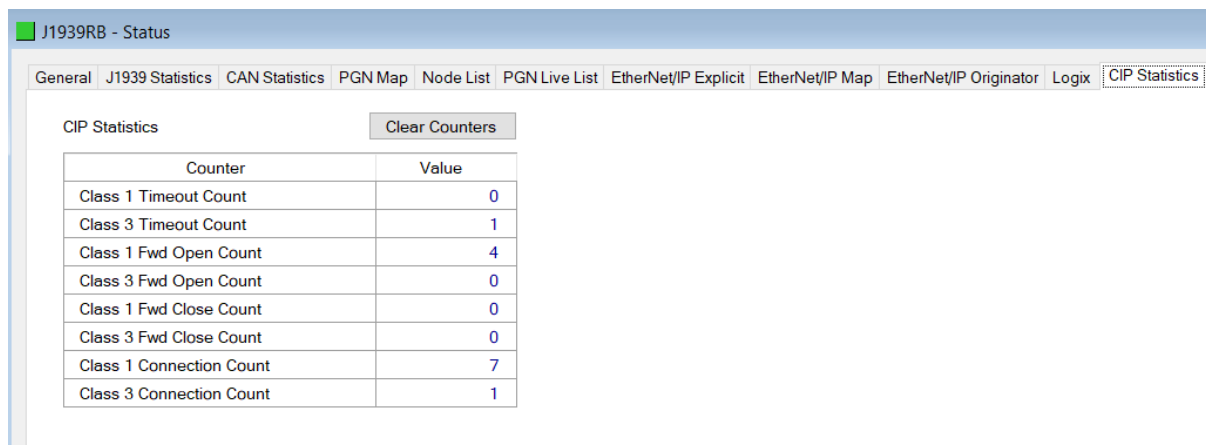 J1939RB - Status
General J1939 Statistics CAN Statistics PGN Map Node List PGN Live List EtherNet/IP Explicit EtherNet/IP Map EtherNet/IP Originator Logix CIP Statistics
CIP Statistics Clear Counters
Counter Value
Class 1 Timeout Count 0
Class 3 Timeout Count 1
Class 1 Fwd Open Count 4
Class 3 Fwd Open Count 0
Class 1 Fwd Close Count 0
Class 3 Fwd Close Count 0
Class 1 Connection Count 7
Class 3 Connection Count 1